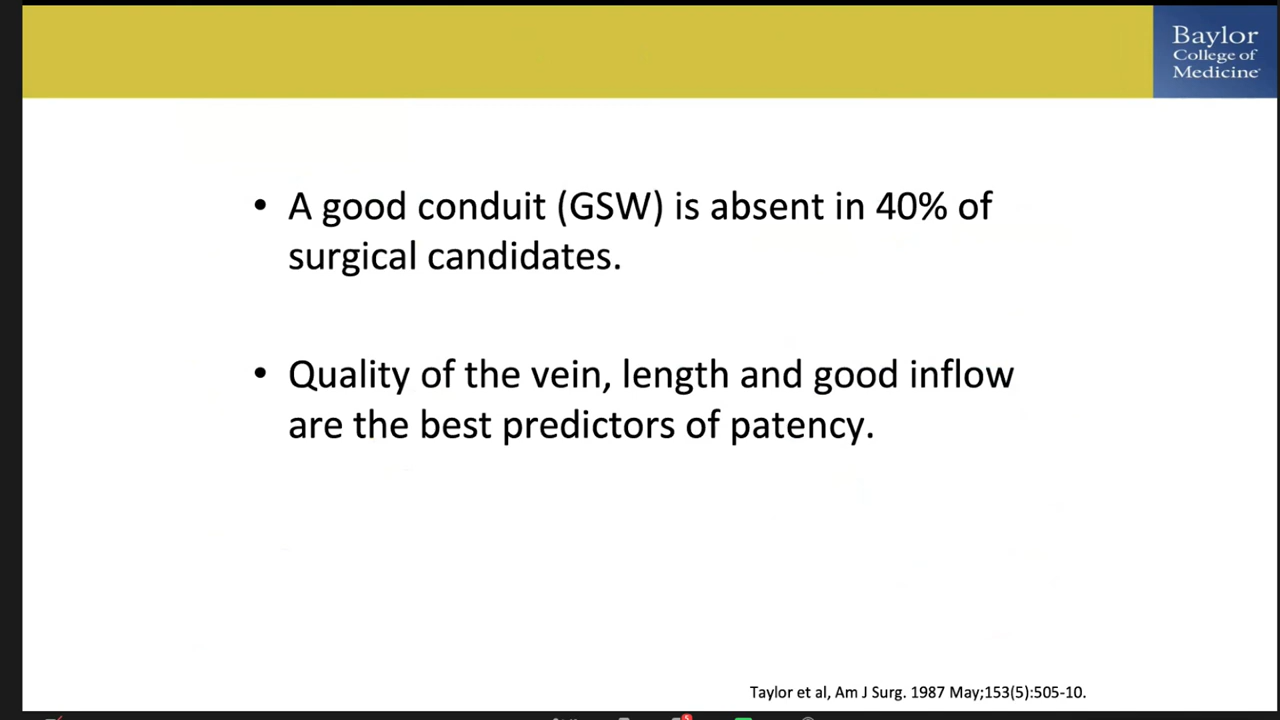 Baylor
College of
Medicine
• A good conduit (GSW) is absent in 40% of
surgical candidates.
• Quality of the vein, length and good inflow
are the best predictors of patency.
Taylor et al, Am J Surg. 1987 May;153(5):505-10.
5